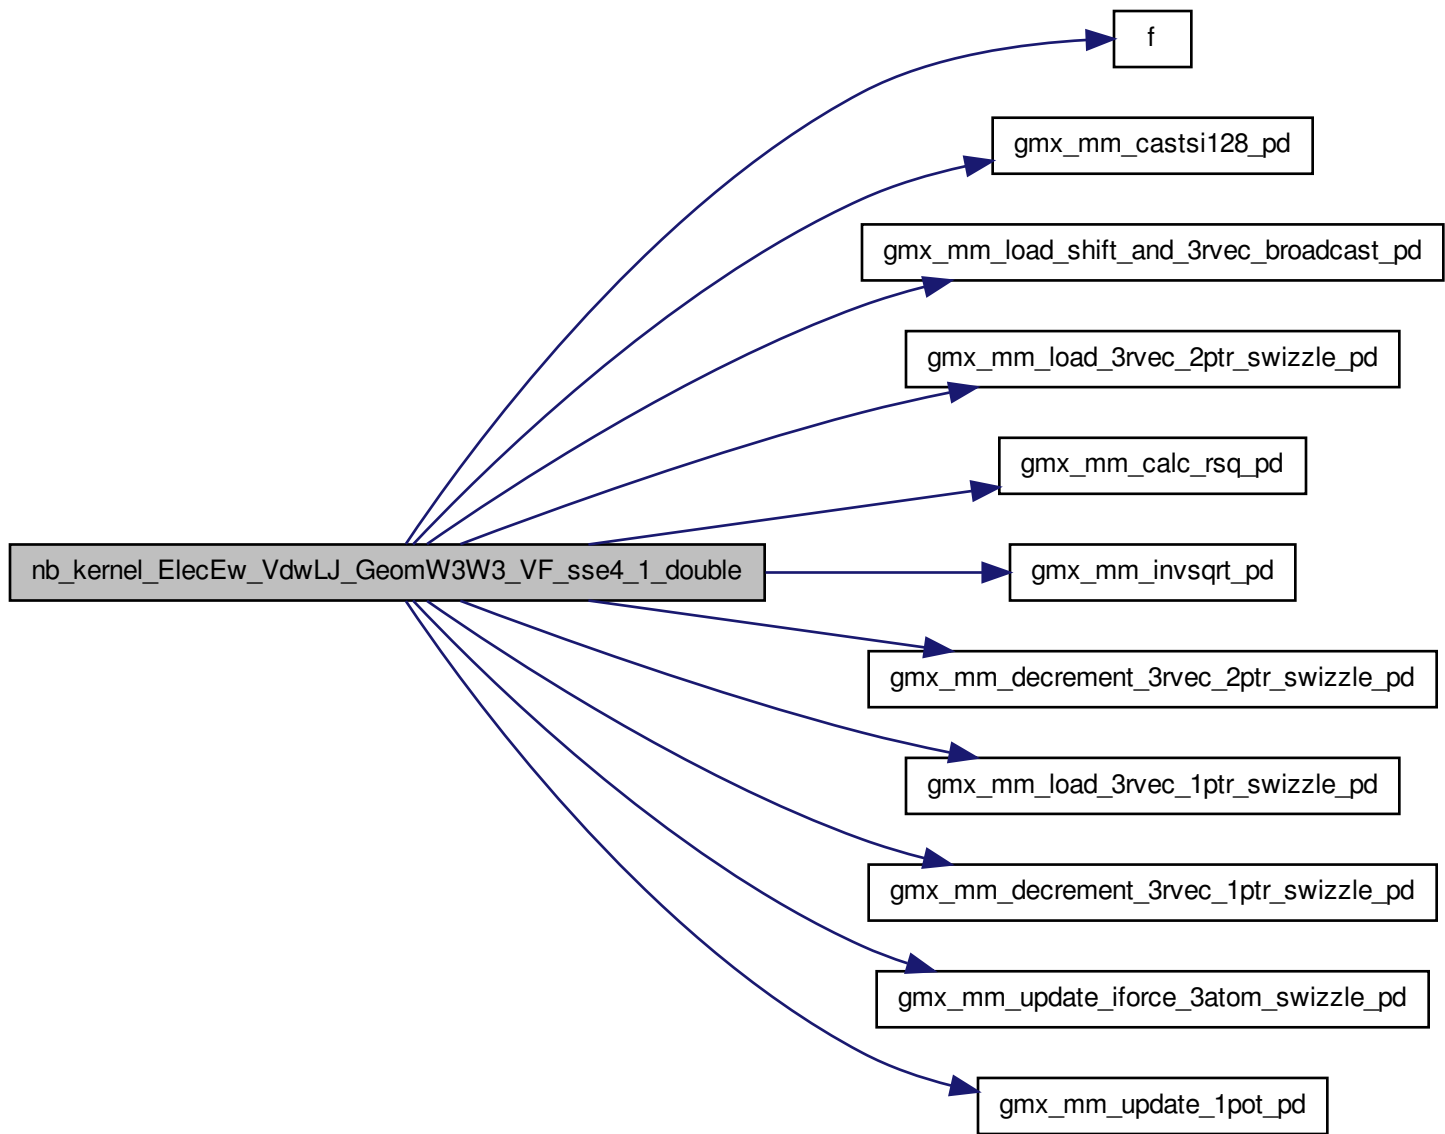 f
gmx_mm_castsi128_pd
gmx_mm_load_shift_and_3rvec_broadcast_pd
gmx_mm_load_3rvec_2ptr_swizzle_pd
gmx_mm_calc_rsq_pd
nb_kernel_ElecEw_VdwLJ_GeomW3W3_VF_sse4_1_double
gmx_mm_invsqrt_pd
gmx_mm_decrement_3rvec_2ptr_swizzle_pd
gmx_mm_load_3rvec_1ptr_swizzle_pd
gmx_mm_decrement_3rvec_1ptr_swizzle_pd
gmx_mm_update_iforce_3atom_swizzle_pd
gmx_mm_update_1pot_pd